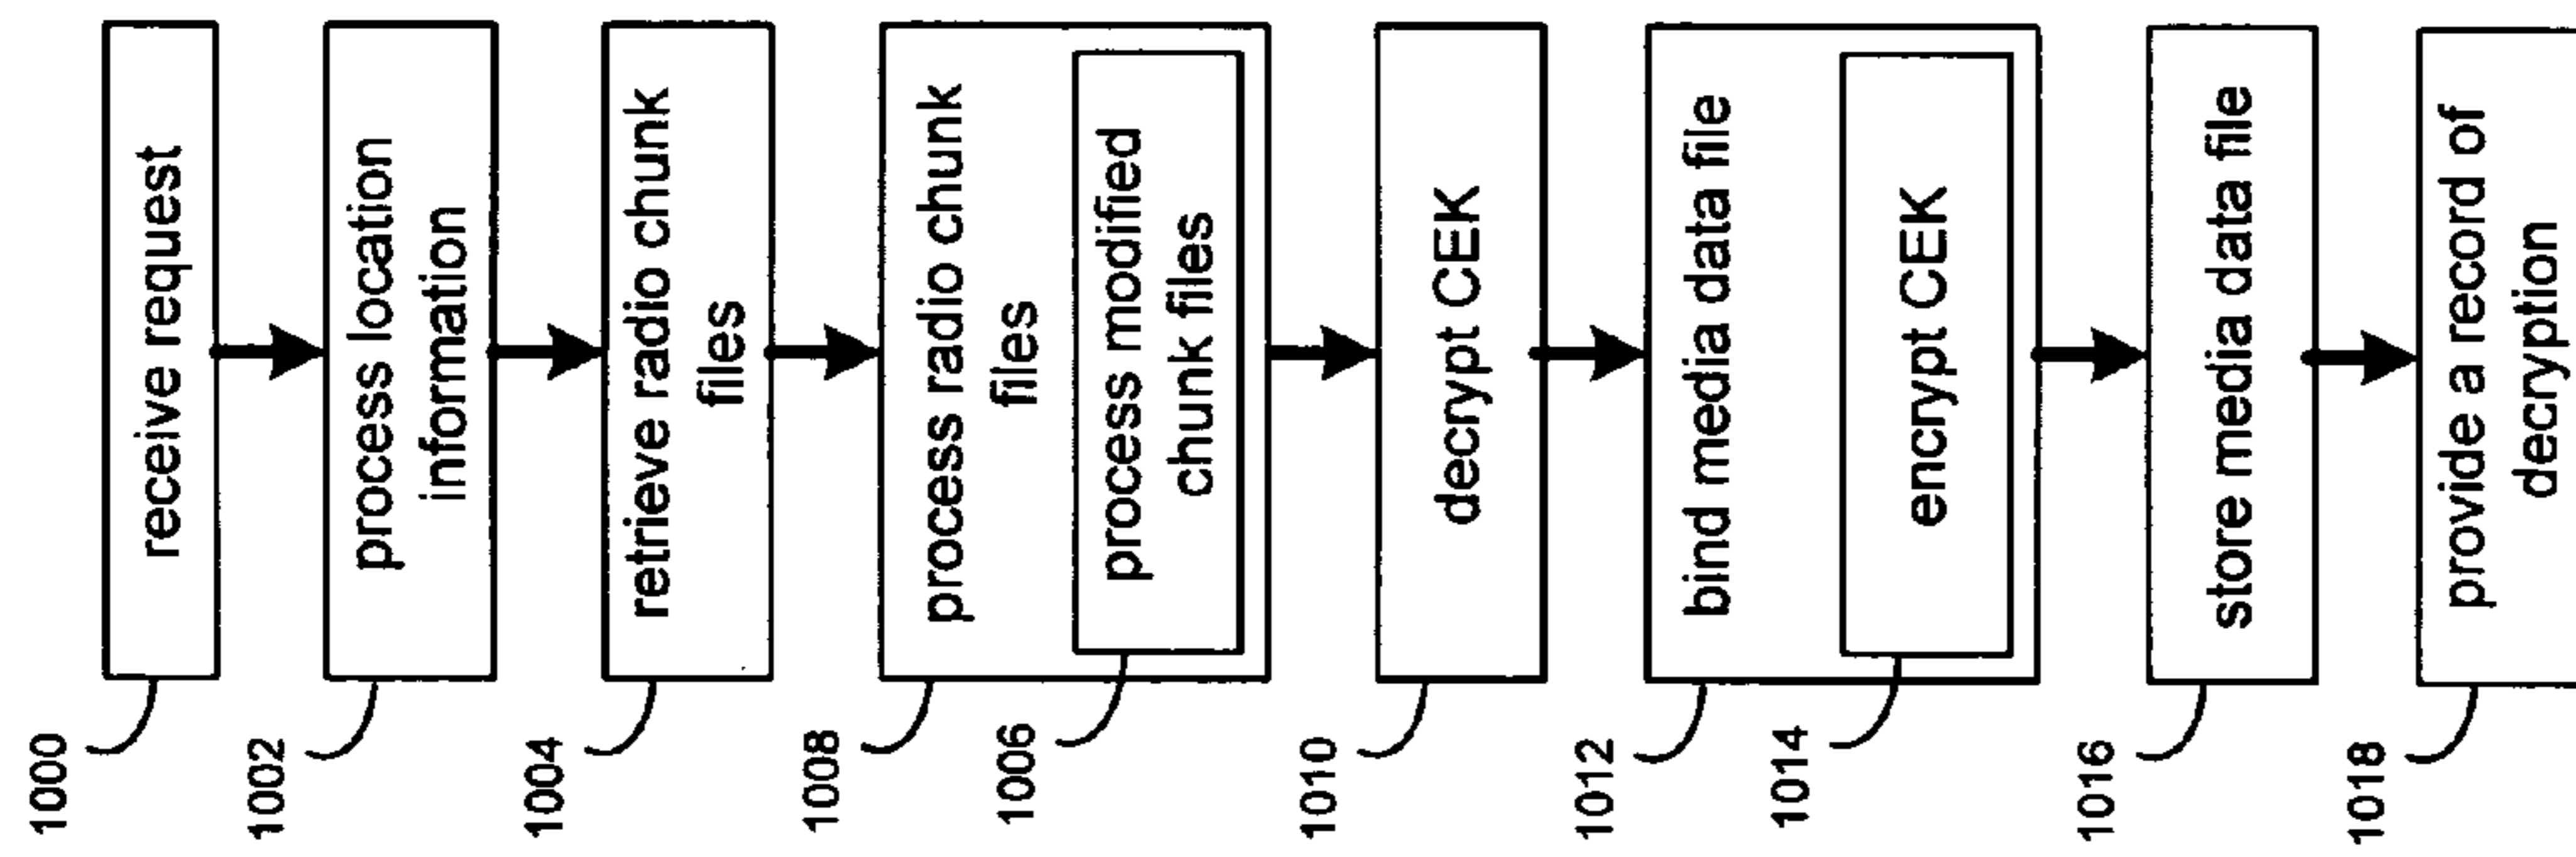 1000
receive request
1002
process location
information
1004
retrieve radio chunk
files
1008
process radio chunk
files
1006
process modified
chunk files
1010
decrypt CEK
1012
bind media data file
1014
encrypt CEK
1016
store media data file
1018
provide a record of
decryption